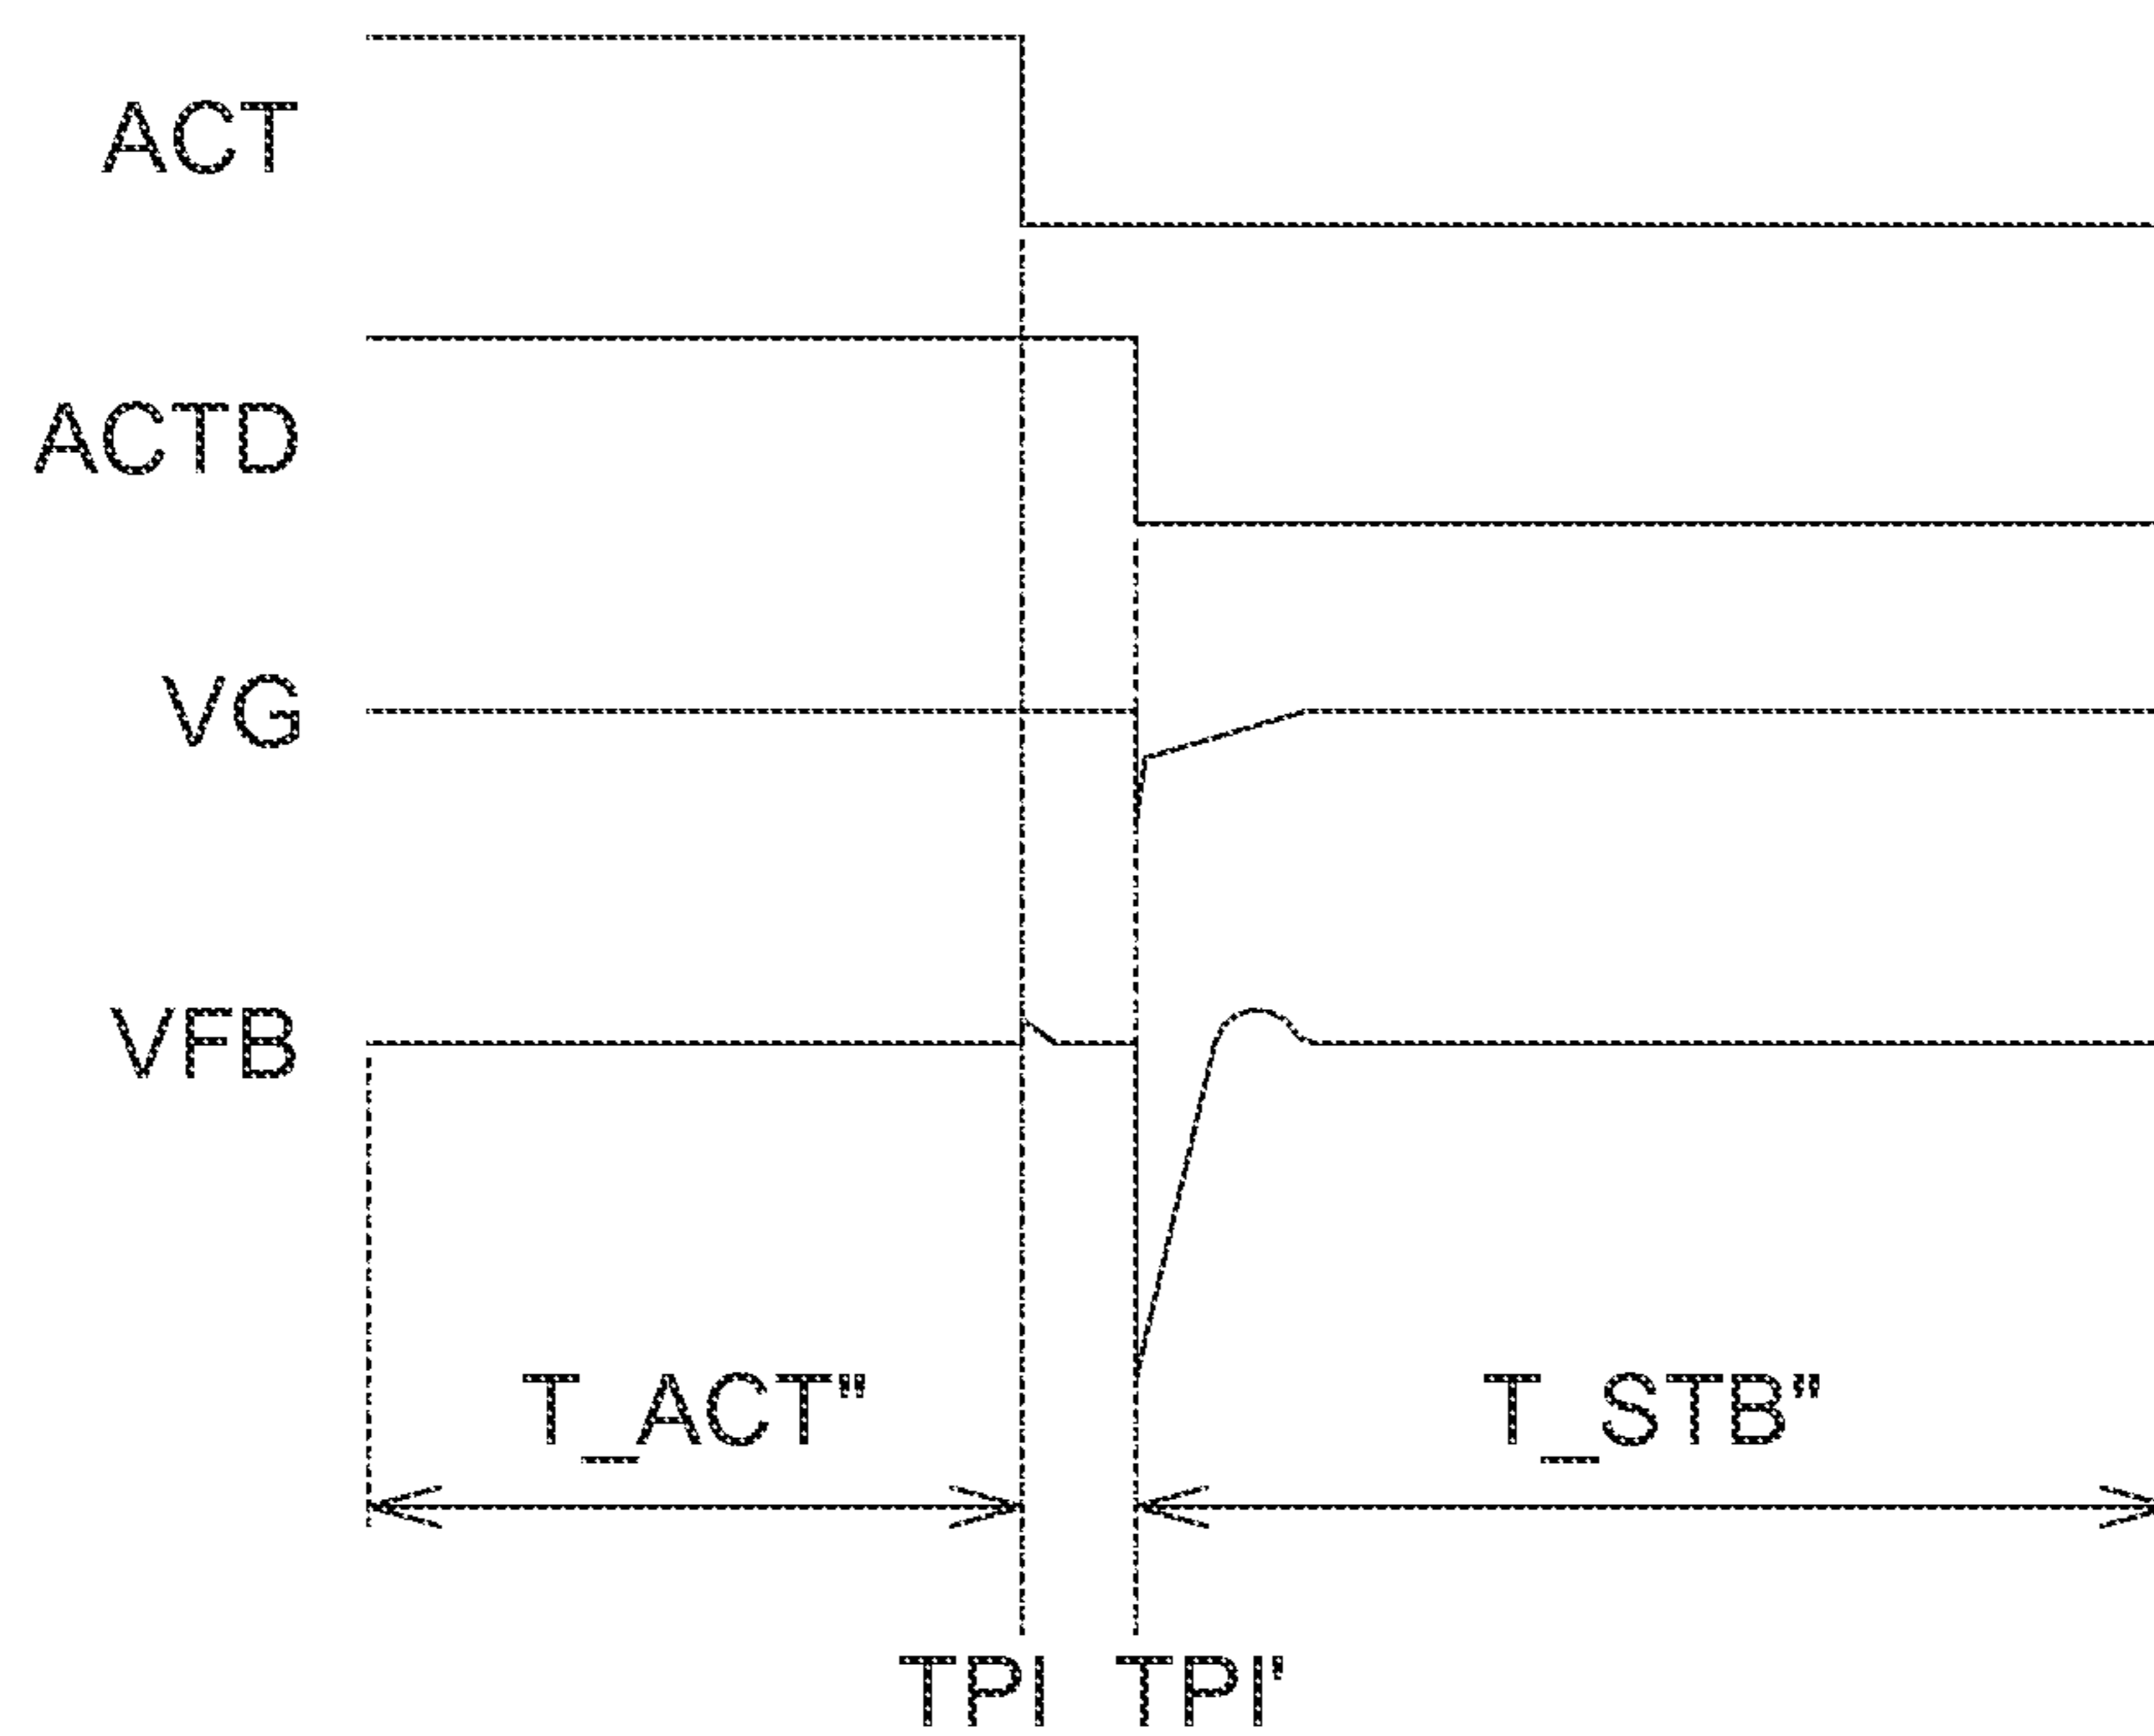 ACT
ACTD
VG
VFB
T_ACT"
T_STB"
TPI TPI'